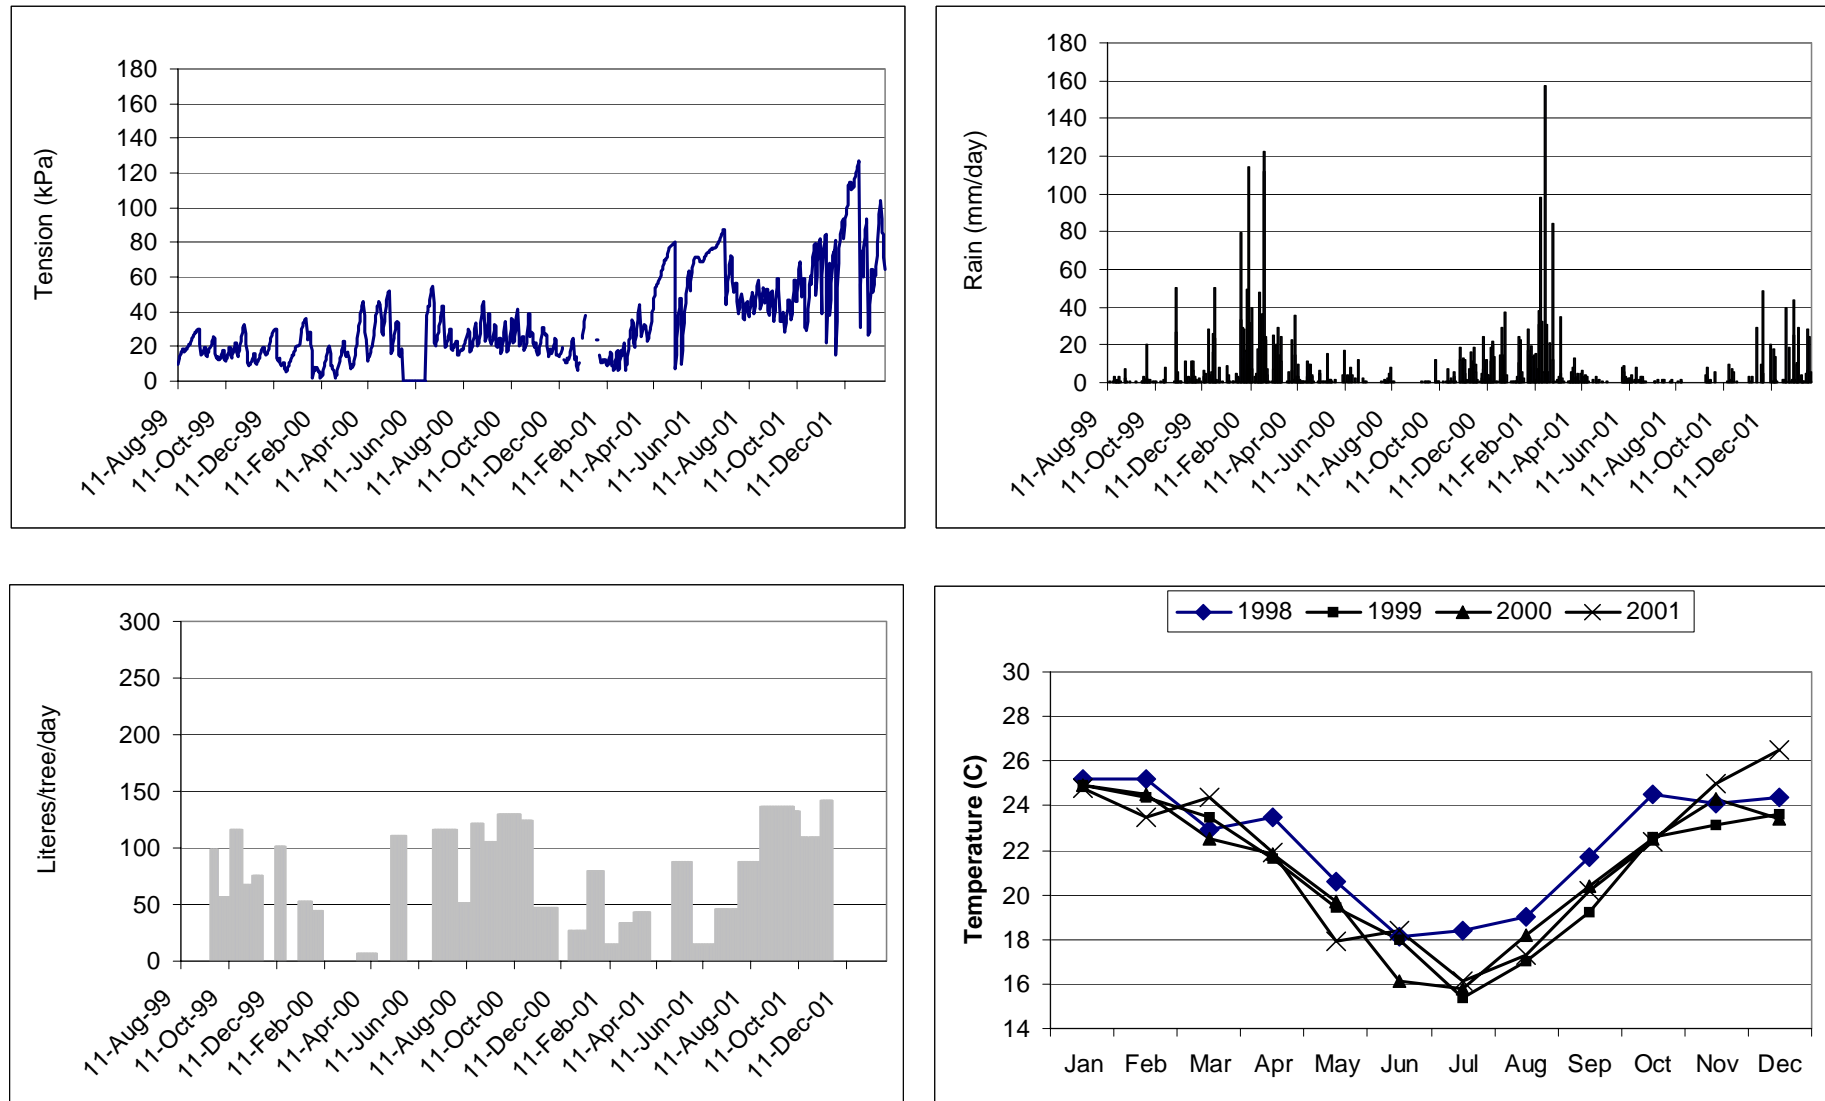 Tension (kPa)
180
160
140
120
100
80
60
40
20
0
11-Aug-99
11-Oct-99
11-Dec-99
11-Feb-00
11-Apr-00
11-Jun-00
11-Aug-00
11-Oct-00
11-Dec-00
11-Feb-01
11-Apr-01
11-Jun-01
11-Aug-01
11-Oct-01
11-Dec-01
Rain (mm/day)
180
160
140
120
100
80
60
40
20
0
11-Aug-99
11-Oct-99
11-Dec-99
11-Feb-00
11-Apr-00
11-Jun-00
11-Aug-00
11-Oct-00
11-Dec-00
11-Feb-01
11-Apr-01
11-Jun-01
11-Aug-01
11-Oct-01
11-Dec-01
Literes/tree/day
300
250
200
150
100
50
0
11-Aug-99
11-Oct-99
11-Dec-99
11-Feb-00
11-Apr-00
11-Jun-00
11-Aug-00
11-Oct-00
11-Dec-00
11-Feb-01
11-Apr-01
11-Jun-01
11-Aug-01
11-Oct-01
11-Dec-01
1998 1999 2000 2001
Temperature (C)
30
28
26
24
22
20
18
16
14
Jan Feb Mar Apr May Jun Jul Aug Sep Oct Nov Dec